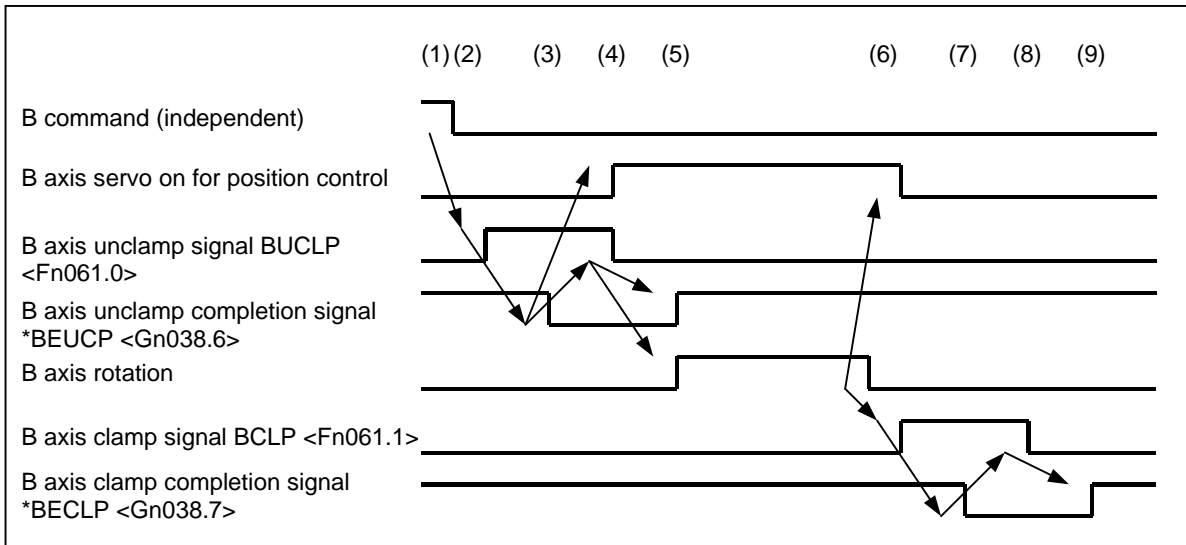 (1) (2) (3) (4) (5) (6) (7) (8) (9)
B command (independent)
B axis servo on for position control
B axis unclamp signal BUCLP
<Fn061.0>
B axis unclamp completion signal
*BEUCP <Gn038.6>
B axis rotation
B axis clamp signal BCLP <Fn061.1>
B axis clamp completion signal
*BECLP <Gn038.7>